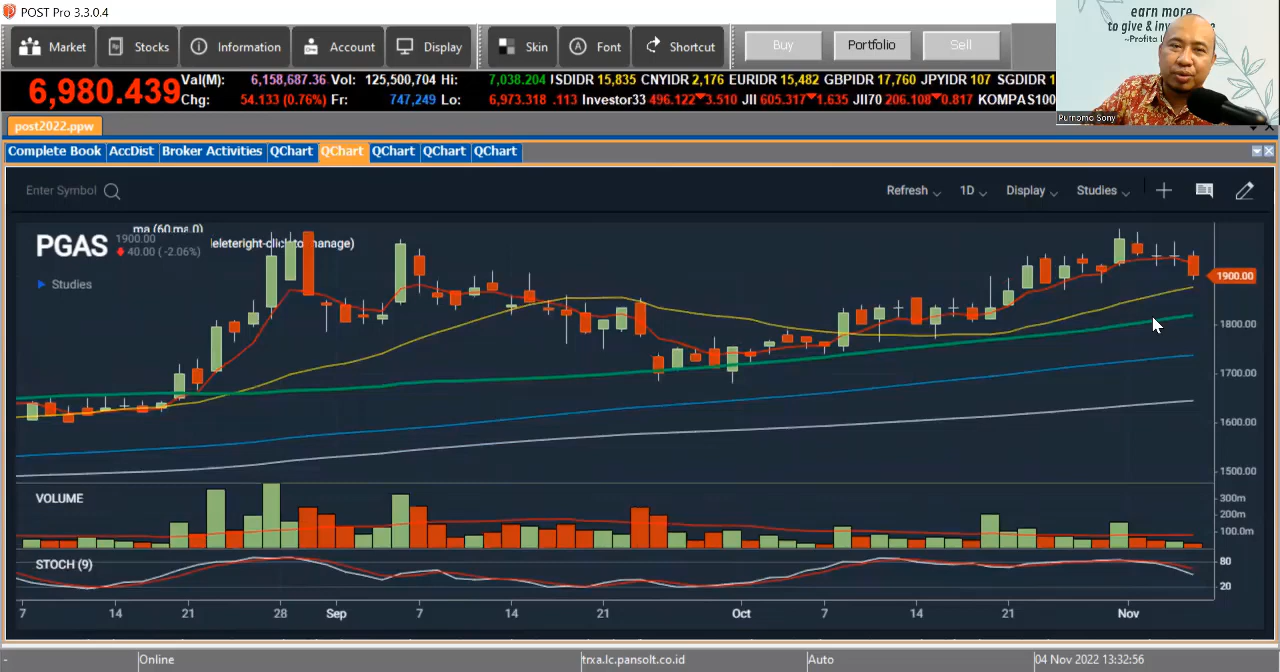 POST Pro 3.3.0.4
Market Stocks Information Account Display Skin Font Shortcut Buy Portfolio Sell
earn more
to give & in
~Profita
6,980.439 Val(M): 6,158,687.36 Vol: 125,500,704 Hi: 7,038.204 ISDIDR 15,835 CNYIDR 2,176 EURIDR 15,482 GBPIDR 17,760 JPYIDR 107 SGDIDR 1
Chg: 54.133 (0.76%) Fr: 747,249 Lo: 6,973.318 .113 Investor33 496.122 3.510 JII 605.317 1.635 JII70 206.108 0.817 KOMPAS100
Purnomo Sony
post2022.ppw
Complete Book AccDist Broker Activities QChart QChart QChart QChart QChart
Enter Symbol Refresh 1D Display Studies
ma (60,ma,0)
PGAS 1900.00
40.00 (-2.06%)
Studies
1900.00
1800.00
1700.00
1600.00
1500.00
VOLUME
300m
200m
100.0m
STOCH (9)
80
20
7 14 21 28 Sep 7 14 21 Oct 7 14 21 Nov
- Online trxa.lc.pansolt.co.id Auto 04 Nov 2022 13:32:56